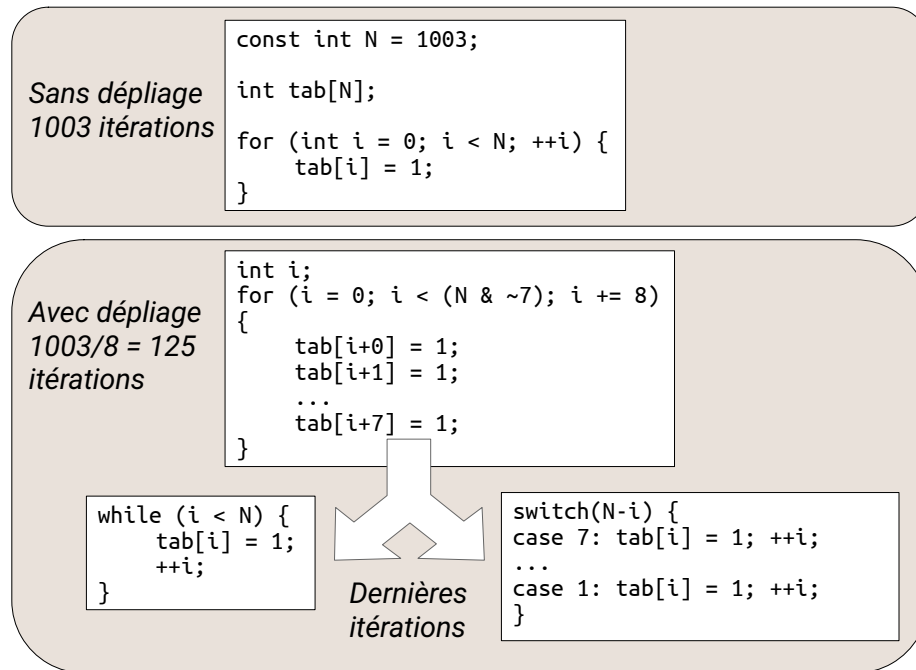 Sans dépliage
1003 itérations
const int N = 1003;
int tab[N];
for (int i = 0; i < N; ++i) {
tab[i] = 1;
}
Avec dépliage
1003/8 = 125
itérations
int i;
for (i = 0; i < (N & ~7); i += 8)
{
tab[i+0] = 1;
tab[i+1] = 1;
...
tab[i+7] = 1;
}
while (i < N) {
tab[i] = 1;
++i;
}
Dernières
itérations
switch(N-i) {
case 7: tab[i] = 1; ++i;
...
case 1: tab[i] = 1; ++i;
}